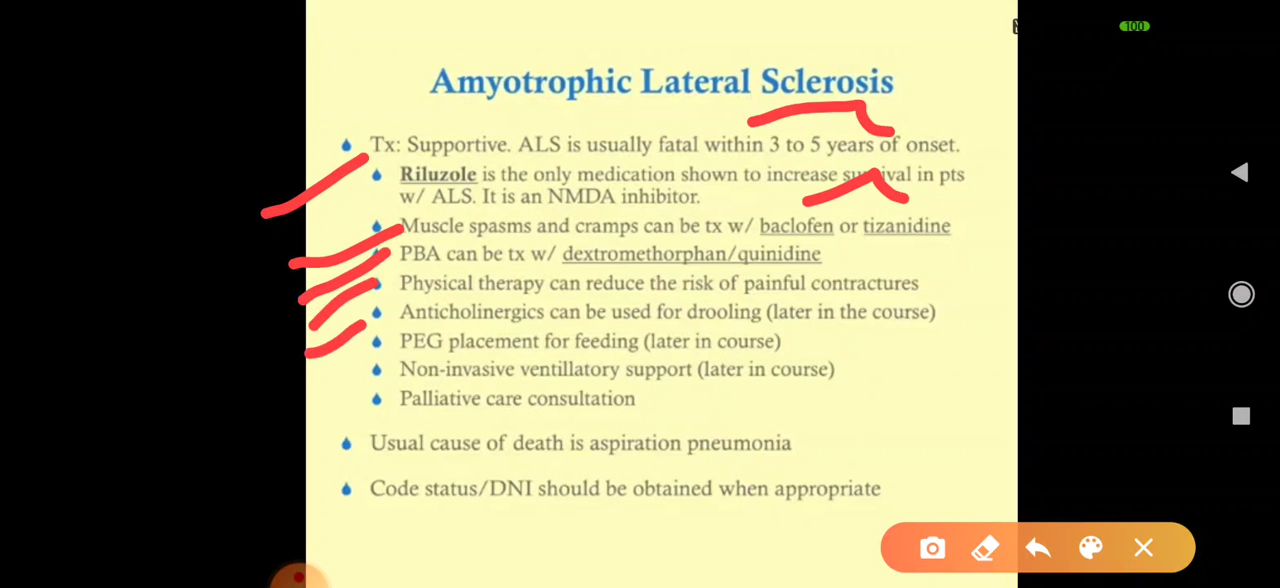 100
Amyotrophic Lateral Sclerosis
Tx: Supportive. ALS is usually fatal within 3 to 5 years of onset.
Riluzole is the only medication shown to increase survival in pts
w/ ALS. It is an NMDA inhibitor.
Muscle spasms and cramps can be tx w/ baclofen or tizanidine
PBA can be tx w/ dextromethorphan/quinidine
Physical therapy can reduce the risk of painful contractures
Anticholinergics can be used for drooling (later in the course)
PEG placement for feeding (later in course)
Non-invasive ventillatory support (later in course)
Palliative care consultation
Usual cause of death is aspiration pneumonia
Code status/DNI should be obtained when appropriate